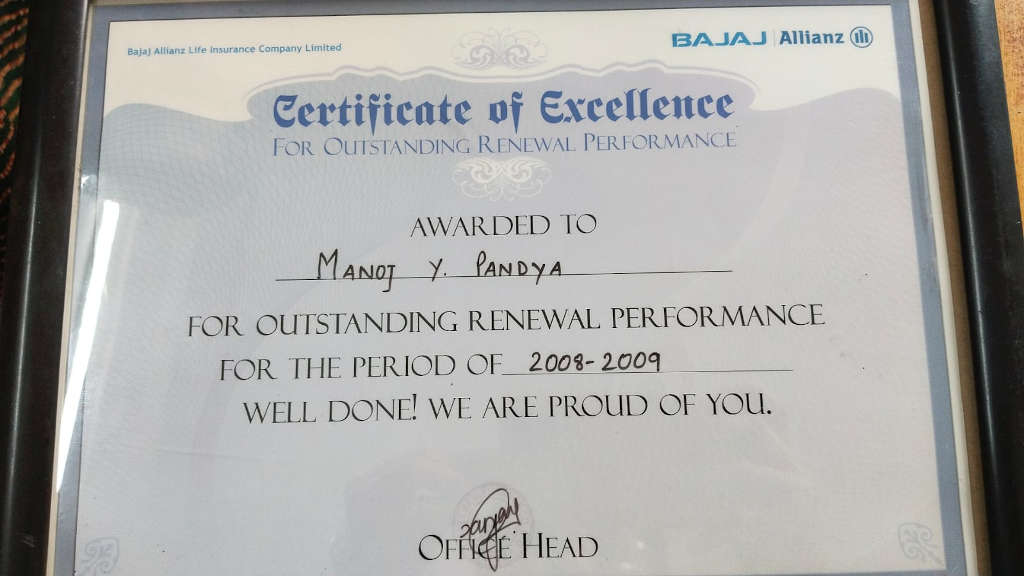 Bajaj Allianz Life Insurance Company Limited
BAJAJ Allianz
Certificate of Excellence
FOR OUTSTANDING RENEWAL PERFORMANCE
AWARDED TO
MANOJ Y. PANDYA
FOR OUTSTANDING RENEWAL PERFORMANCE
FOR THE PERIOD OF 2008-2009
WELL DONE! WE ARE PROUD OF YOU.
OFFICE HEAD